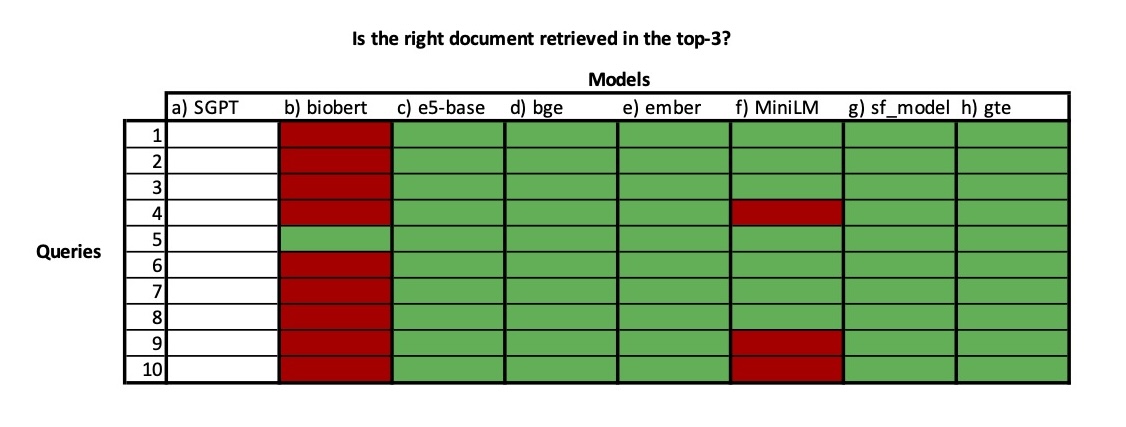 Is the right document retrieved in the top-3?
Models
a) SGPT b) biobert c) e5-base d) bge e) ember f) MiniLM g) sf_model h) gte
1
2
3
4
5
Queries
6
7
8
9
10